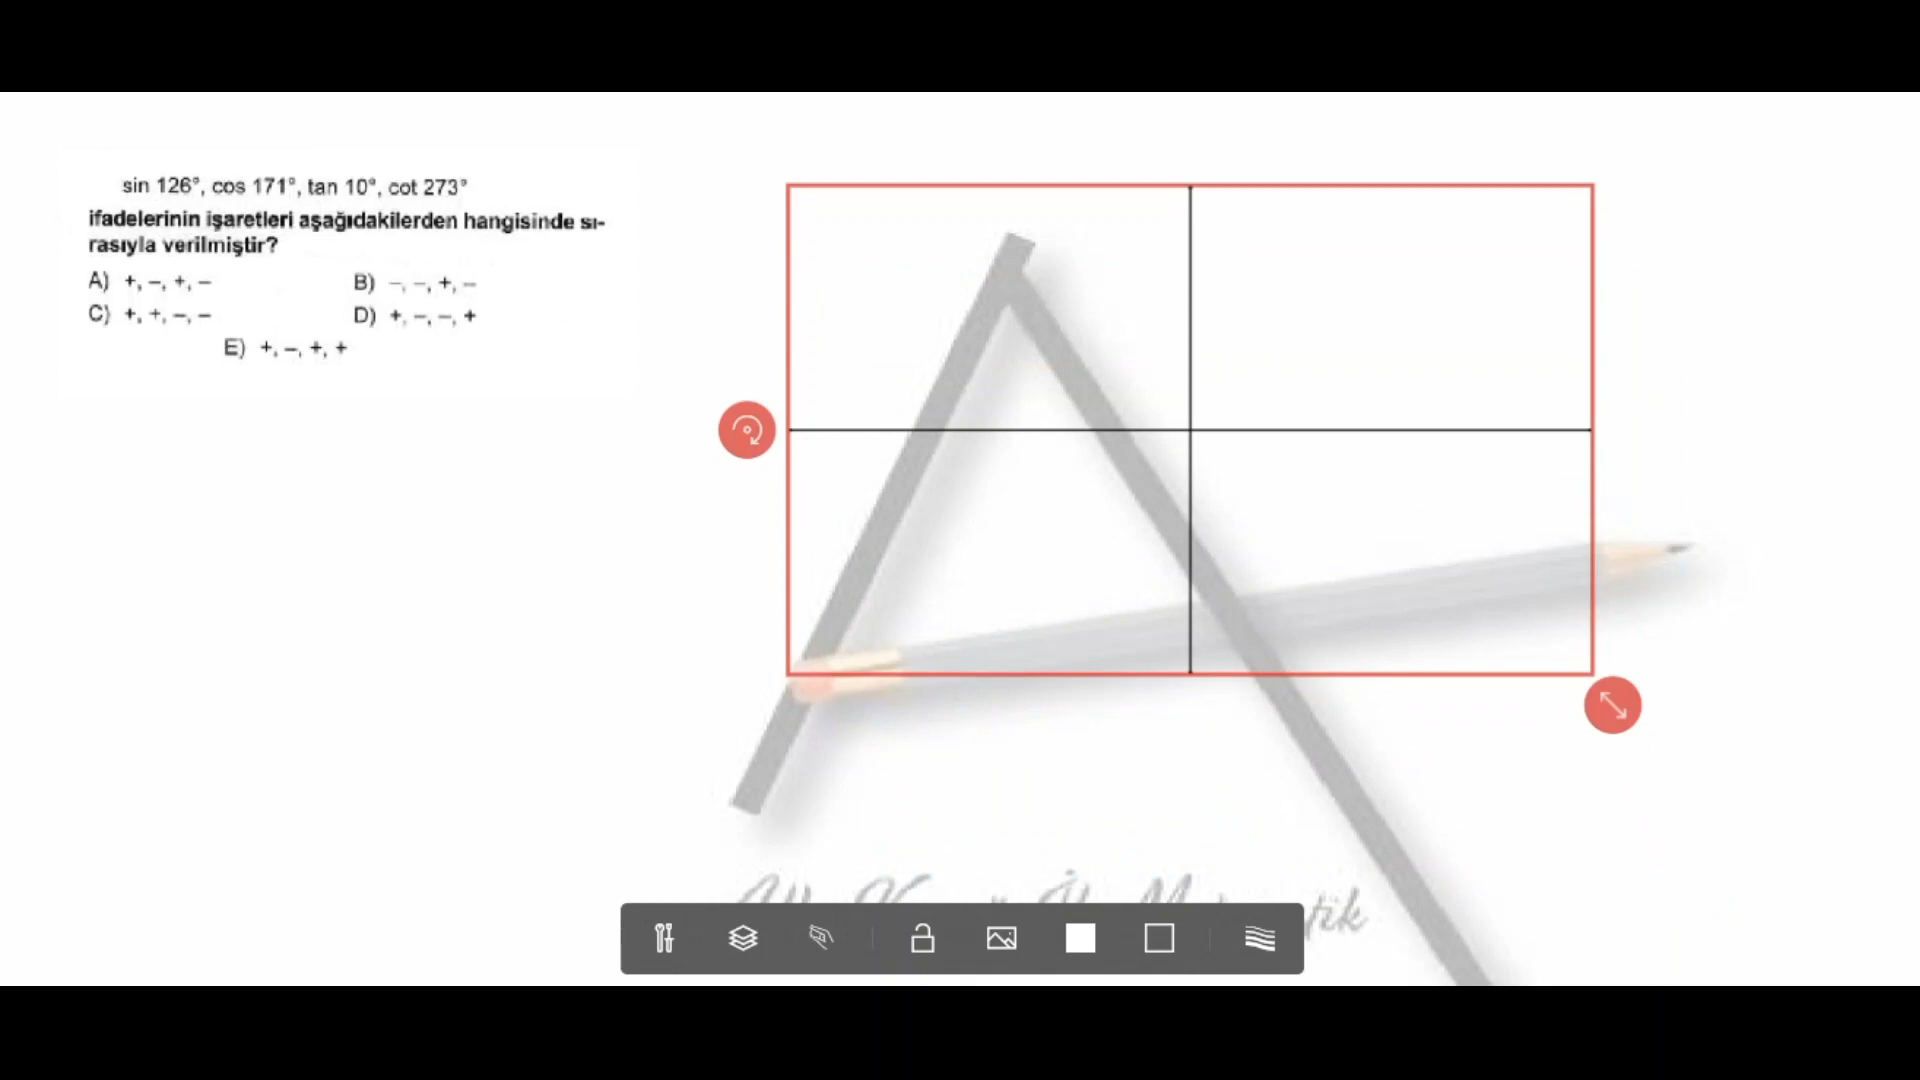 sin 126°, cos 171°, tan 10°, cot 273°
ifadelerinin işaretleri aşağıdakilerden hangisinde sı-
rasıyla verilmiştir?
A) +, –, +, –
B) –, –, +, –
C) +, +, –, –
D) +, –, –, +
E) +, –, +, +